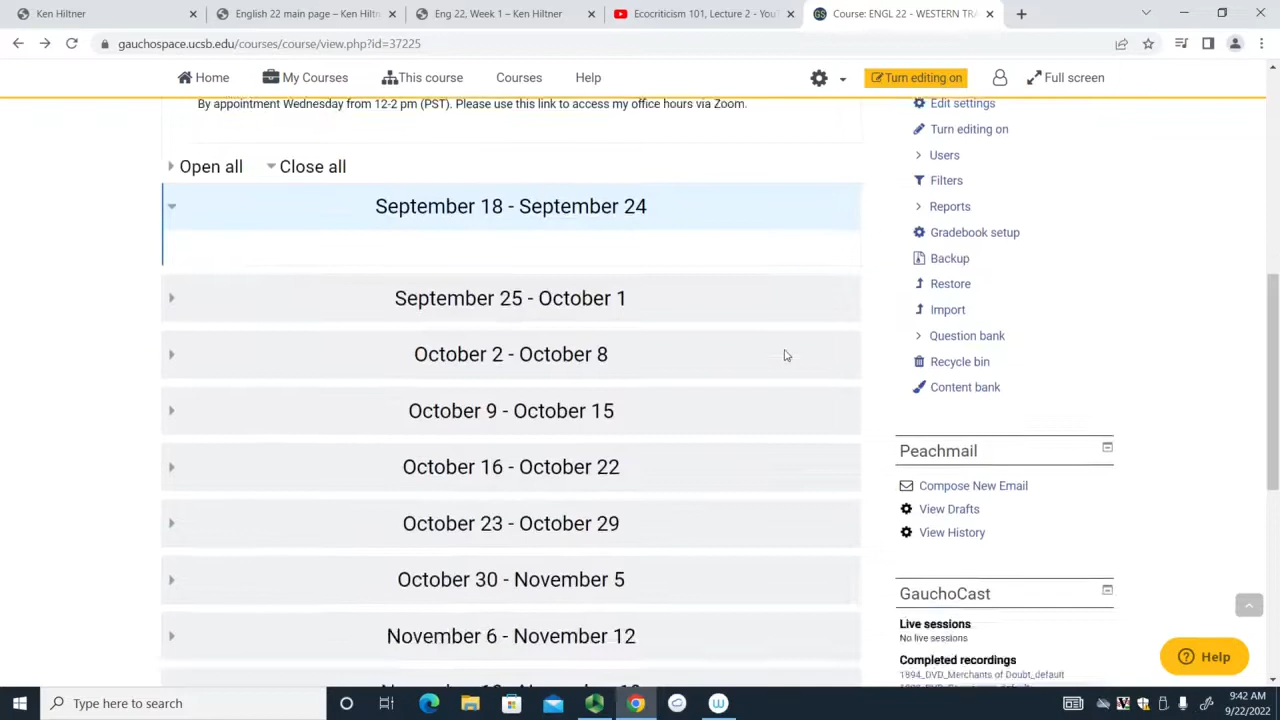 Ken Hiltner
English 22 main page – Ken Hiltn
Eng 22, Week 1 – Ken Hiltner
Ecocriticism 101, Lecture 2 - You
Course: ENGL 22 - WESTERN TRA
gauchospace.ucsb.edu/courses/course/view.php?id=37225
Home
My Courses
This course
Courses
Help
Turn editing on
Full screen
By appointment Wednesday from 12-2 pm (PST). Please use this link to access my office hours via Zoom.
Open all
Close all
September 18 - September 24
September 25 - October 1
October 2 - October 8
October 9 - October 15
October 16 - October 22
October 23 - October 29
October 30 - November 5
November 6 - November 12
Edit settings
Turn editing on
Users
Filters
Reports
Gradebook setup
Backup
Restore
Import
Question bank
Recycle bin
Content bank
Peachmail
Compose New Email
View Drafts
View History
GauchoCast
Live sessions
No live sessions
Completed recordings
1894_DVD_Merchants of Doubt_default
Help
Type here to search
9:42 AM
9/22/2022